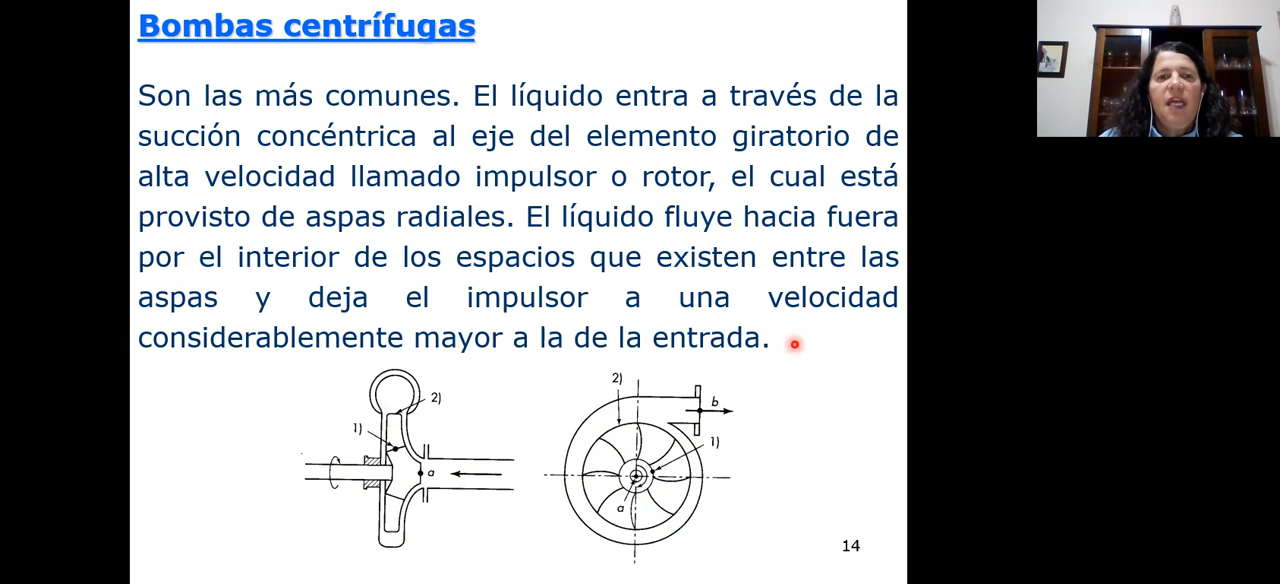 Bombas centrífugas
Son las más comunes. El líquido entra a través de la
succión concéntrica al eje del elemento giratorio de
alta velocidad llamado impulsor o rotor, el cual está
provisto de aspas radiales. El líquido fluye hacia fuera
por el interior de los espacios que existen entre las
aspas y deja el impulsor a una velocidad
considerablemente mayor a la de la entrada.
2)
1)
a
2)
b
1)
a
14